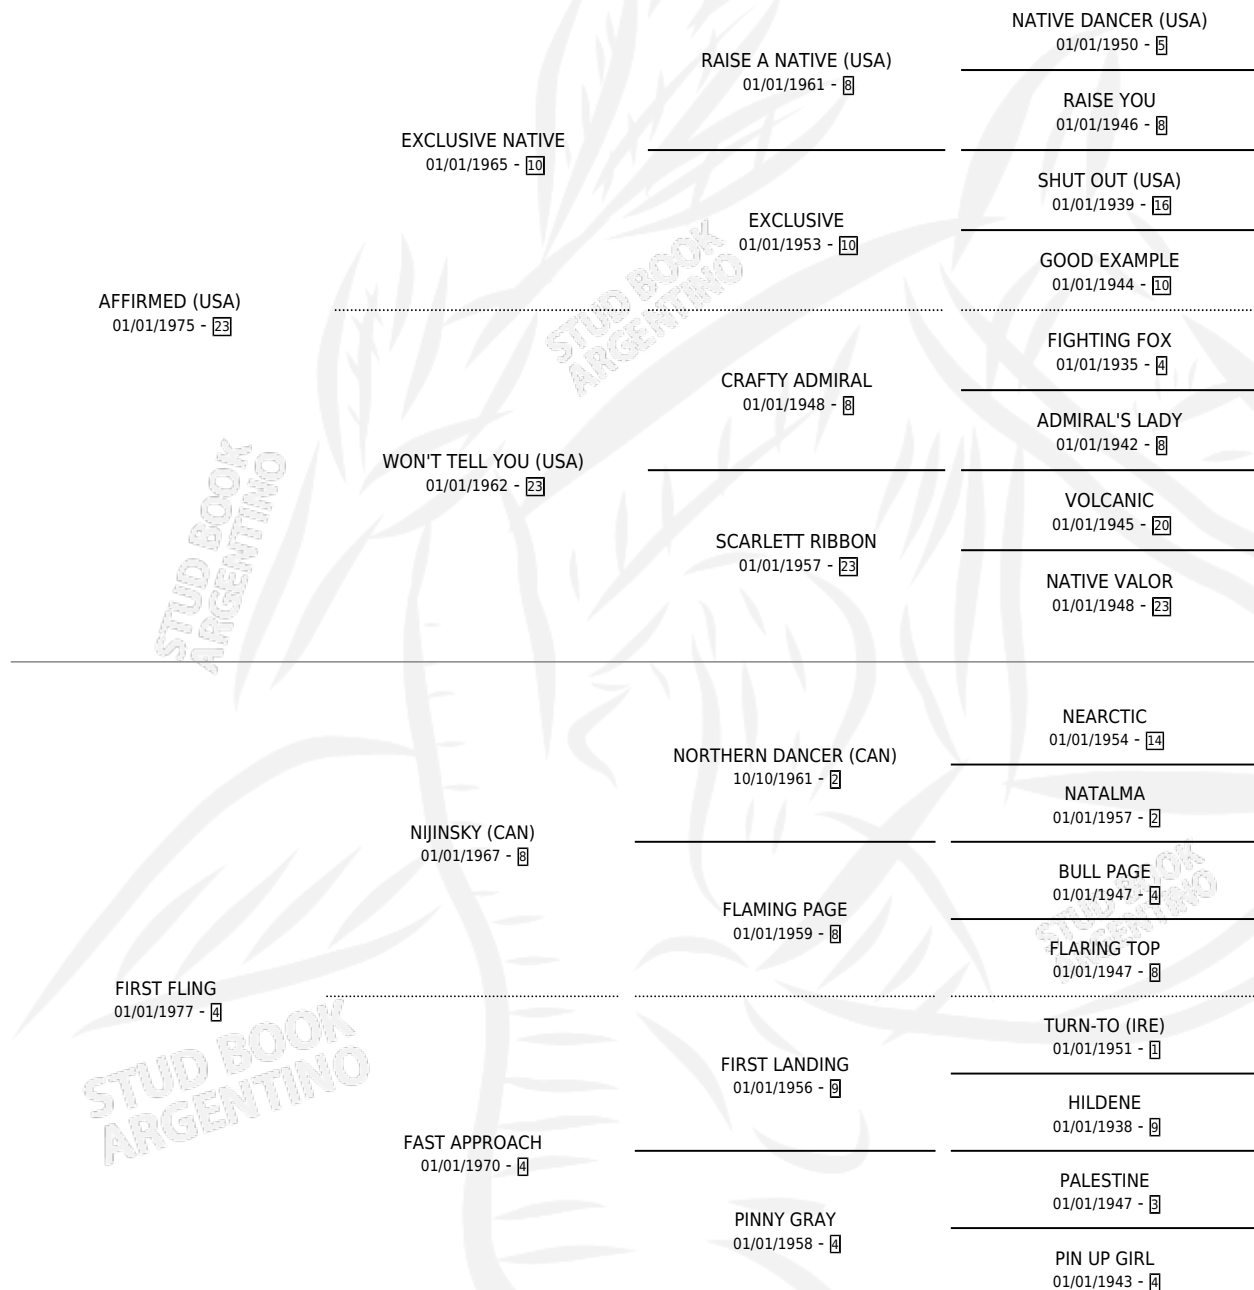 NATIVE DANCER (USA)
01/01/1950 - 5
RAISE A NATIVE (USA)
01/01/1961 - 8
RAISE YOU
01/01/1946 - 8
EXCLUSIVE NATIVE
01/01/1965 - 10
SHUT OUT (USA)
01/01/1939 - 16
EXCLUSIVE
01/01/1953 - 10
GOOD EXAMPLE
01/01/1944 - 10
AFFIRMED (USA)
01/01/1975 - 23
FIGHTING FOX
01/01/1935 - 4
CRAFTY ADMIRAL
01/01/1948 - 8
ADMIRAL'S LADY
01/01/1942 - 8
WON'T TELL YOU (USA)
01/01/1962 - 23
VOLCANIC
01/01/1945 - 20
SCARLETT RIBBON
01/01/1957 - 23
NATIVE VALOR
01/01/1948 - 23
NEARCTIC
01/01/1954 - 14
NORTHERN DANCER (CAN)
10/10/1961 - 2
NATALMA
01/01/1957 - 2
NIJINSKY (CAN)
01/01/1967 - 8
BULL PAGE
01/01/1947 - 4
FLAMING PAGE
01/01/1959 - 8
FLARING TOP
01/01/1947 - 8
FIRST FLING
01/01/1977 - 4
TURN-TO (IRE)
01/01/1951 - 1
FIRST LANDING
01/01/1956 - 9
HILDENE
01/01/1938 - 9
FAST APPROACH
01/01/1970 - 4
PALESTINE
01/01/1947 - 3
PINNY GRAY
01/01/1958 - 4
PIN UP GIRL
01/01/1943 - 4
STUD BOOK
ARGENTINO
STUD BOOK
ARGENTINO
STUD BOOK
ARGENTINO
STUD BOOK
ARGENTINO